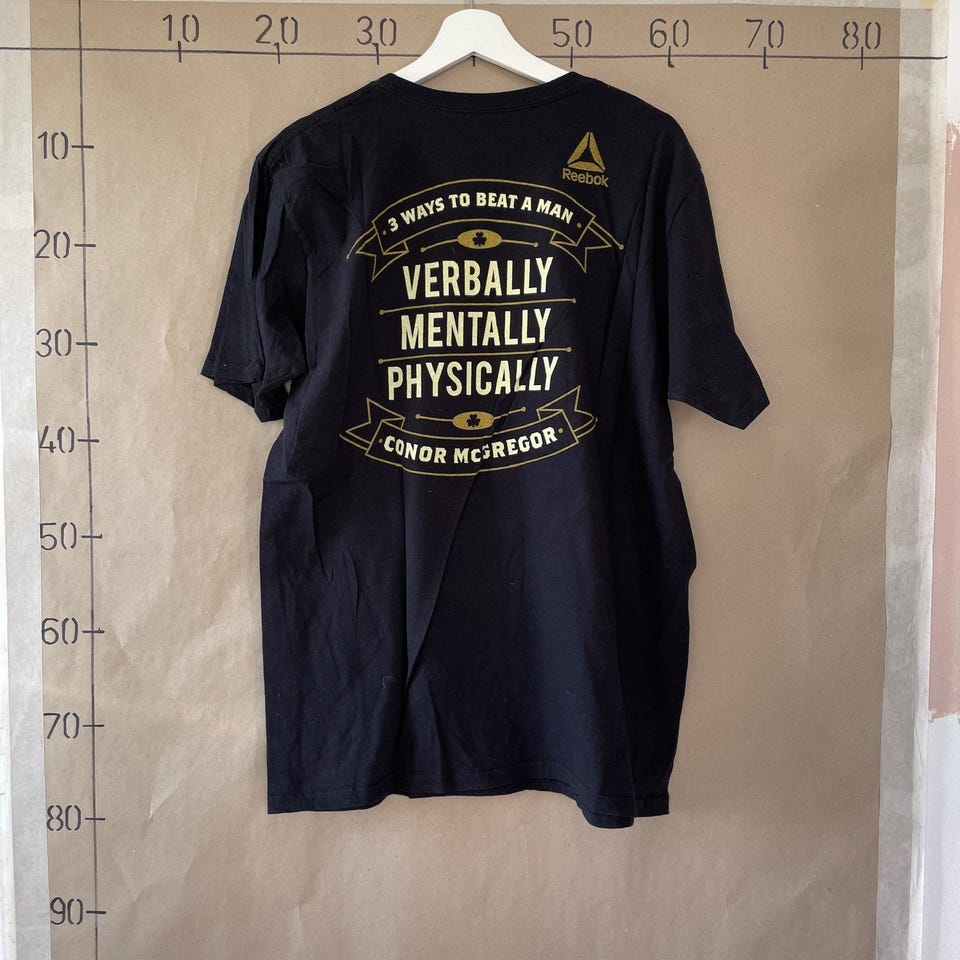 10 20 30 50 60 70 80
10
20
30
40
50
60
70
80
90
Reebok
3 WAYS TO BEAT A MAN
VERBALLY
MENTALLY
PHYSICALLY
CONOR McGREGOR